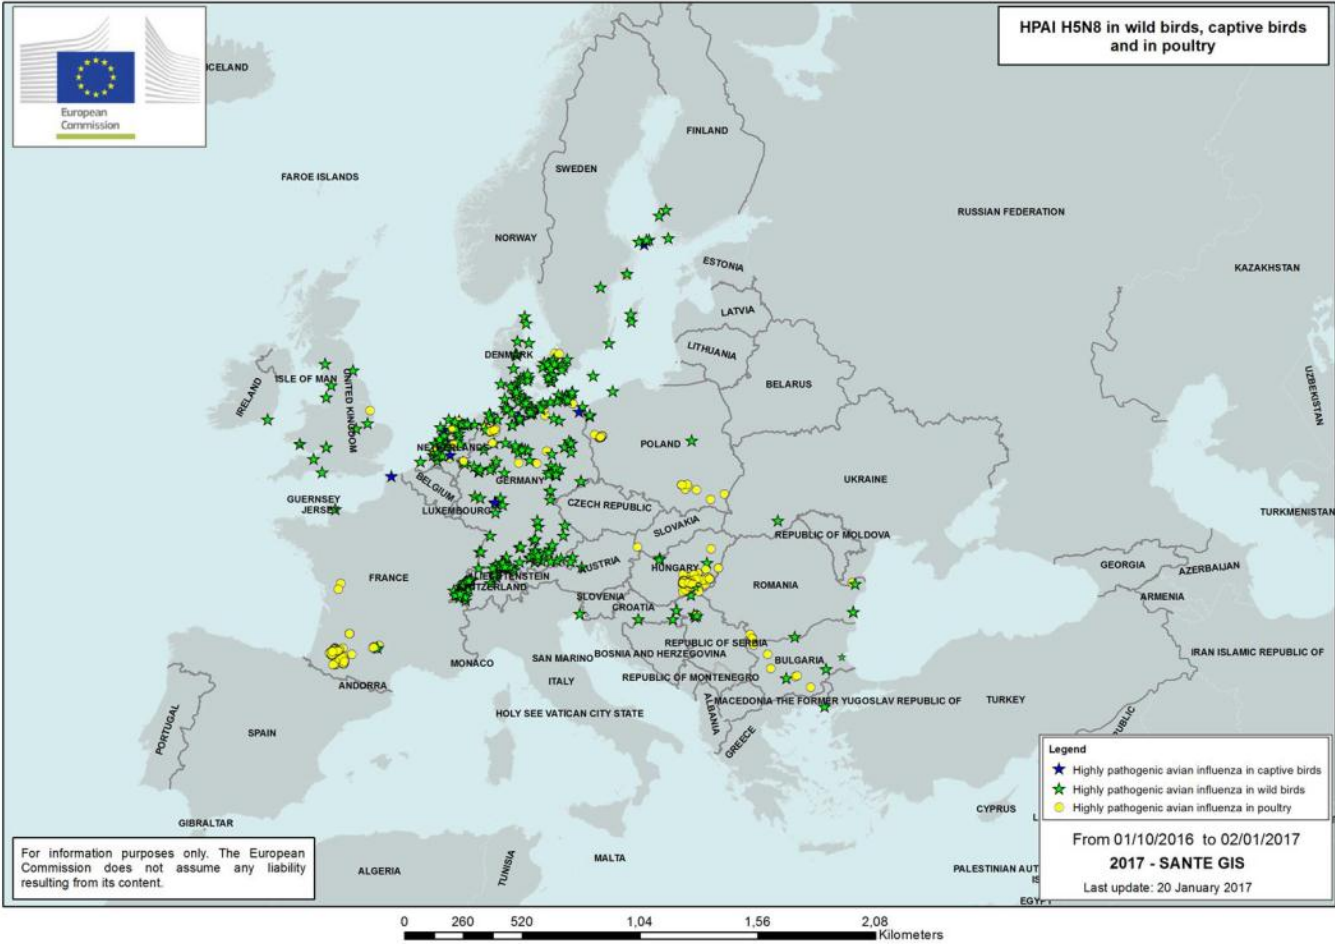 HPAI H5N8 in wild birds, captive birds
and in poultry
European
Commission
ICELAND
FINLAND
SWEDEN
FAROE ISLANDS
RUSSIAN FEDERATION
NORWAY
ESTONIA
KAZAKHSTAN
LATVIA
LITHUANIA
DENMARK
ISLE OF MAN
IRELAND
UNITED KINGDOM
BELARUS
UZBEKISTAN
NETHERLANDS
POLAND
GERMANY
BELGIUM
UKRAINE
GUERNSEY
JERSEY
LUXEMBOURG
CZECH REPUBLIC
TURKMENISTAN
SLOVAKIA
REPUBLIC OF MOLDOVA
FRANCE
LIECHTENSTEIN
SWITZERLAND
AUSTRIA
HUNGARY
ROMANIA
GEORGIA
AZERBAIJAN
ARMENIA
SLOVENIA
CROATIA
REPUBLIC OF SERBIA
MONACO
SAN MARINO
BOSNIA AND HERZEGOVINA
BULGARIA
IRAN ISLAMIC REPUBLIC OF
ITALY
REPUBLIC OF MONTENEGRO
ANDORRA
MACEDONIA THE FORMER YUGOSLAV REPUBLIC OF
TURKEY
HOLY SEE VATICAN CITY STATE
ALBANIA
GREECE
PORTUGAL
SPAIN
UBLIC
GIBRALTAR
CYPRUS
MALTA
ALGERIA
TUNISIA
PALESTINIAN AUT
IS
EGYPT
Legend
Highly pathogenic avian influenza in captive birds
Highly pathogenic avian influenza in wild birds
Highly pathogenic avian influenza in poultry
From 01/10/2016 to 02/01/2017
2017 - SANTE GIS
Last update: 20 January 2017
For information purposes only. The European
Commission does not assume any liability
resulting from its content.
0 260 520 1,04 1,56 2,08
Kilometers